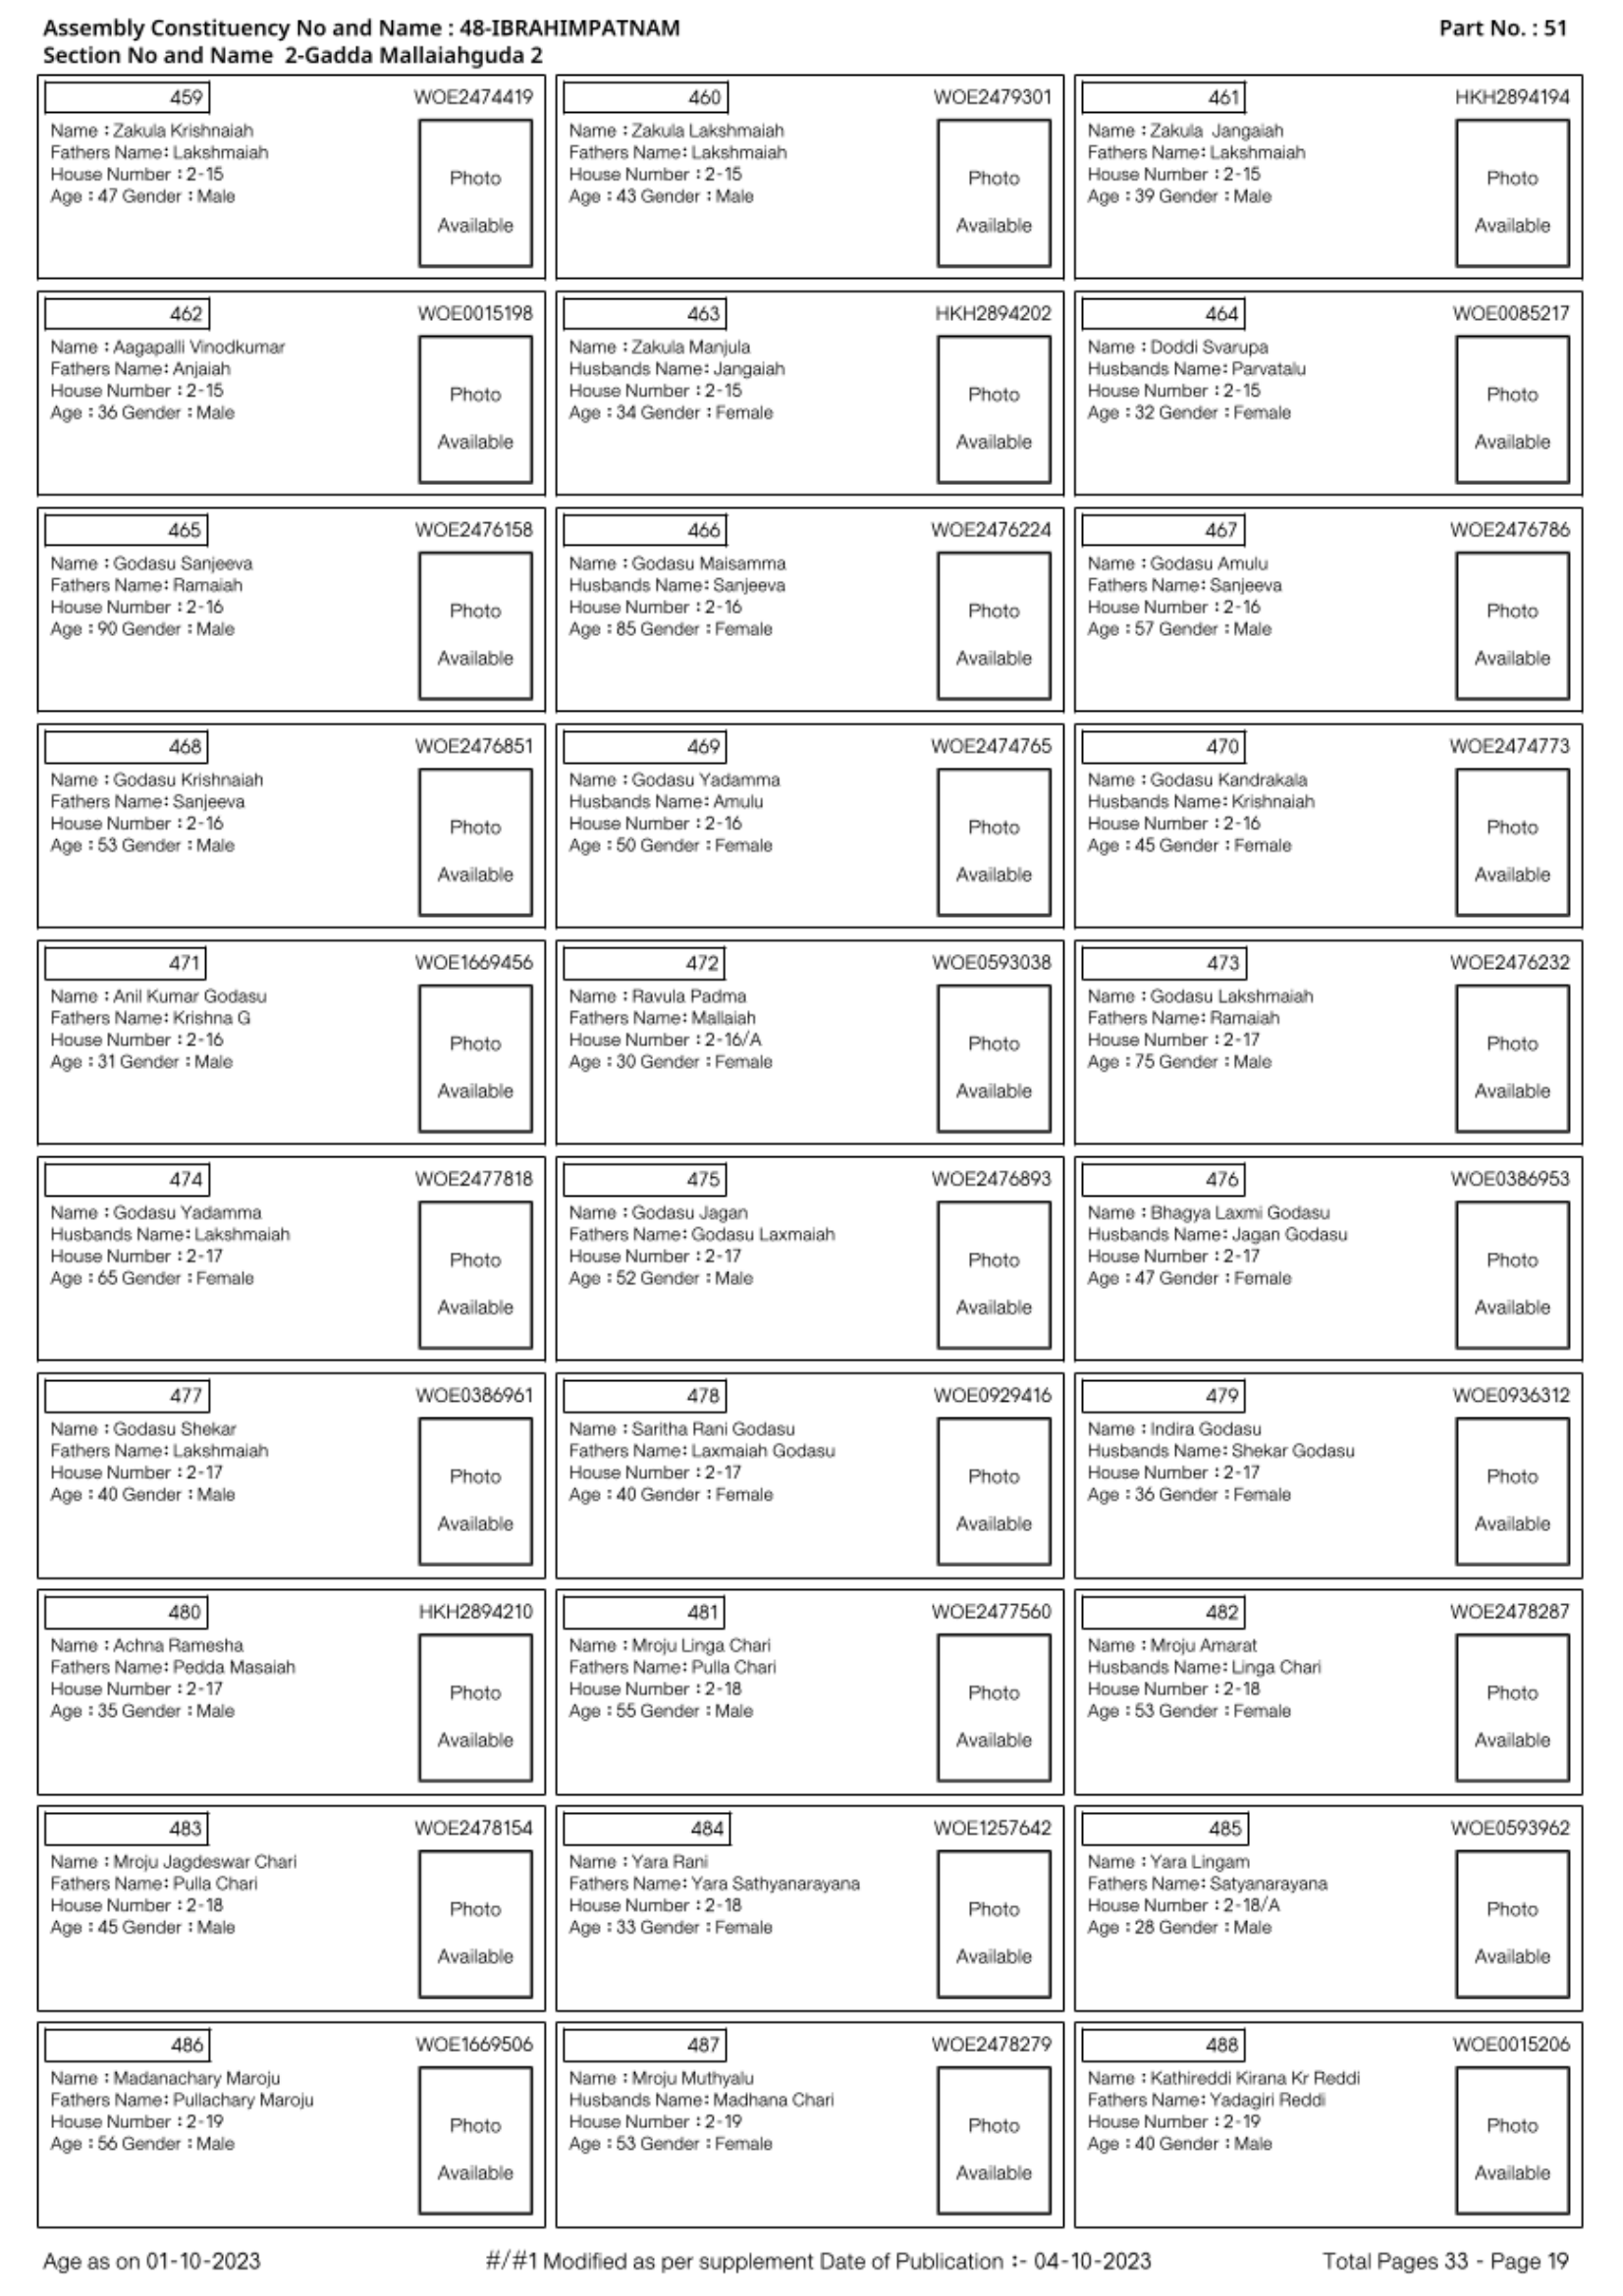 Assembly Constituency No and Name : 48-IBRAHIMPATNAM Part No. : 51
Section No and Name 2-Gadda Mallaiahguda 2
459 WOE2474419
Name : Zakula Krishnaiah
Fathers Name: Lakshmaiah
House Number : 2-15
Age : 47 Gender : Male
Photo
Available
460 WOE2479301
Name : Zakula Lakshmaiah
Fathers Name: Lakshmaiah
House Number : 2-15
Age : 43 Gender : Male
Photo
Available
461 HKH2894194
Name : Zakula Jangaiah
Fathers Name: Lakshmaiah
House Number : 2-15
Age : 39 Gender : Male
Photo
Available
462 WOE0015198
Name : Aagapalli Vinodkumar
Fathers Name: Anjaiah
House Number : 2-15
Age : 36 Gender : Male
Photo
Available
463 HKH2894202
Name : Zakula Manjula
Husbands Name: Jangaiah
House Number : 2-15
Age : 34 Gender : Female
Photo
Available
464 WOE0085217
Name : Doddi Svarupa
Husbands Name: Parvatalu
House Number : 2-15
Age : 32 Gender : Female
Photo
Available
465 WOE2476158
Name : Godasu Sanjeeva
Fathers Name: Ramaiah
House Number : 2-16
Age : 90 Gender : Male
Photo
Available
466 WOE2476224
Name : Godasu Maisamma
Husbands Name: Sanjeeva
House Number : 2-16
Age : 85 Gender : Female
Photo
Available
467 WOE2476786
Name : Godasu Amulu
Fathers Name: Sanjeeva
House Number : 2-16
Age : 57 Gender : Male
Photo
Available
468 WOE2476851
Name : Godasu Krishnaiah
Fathers Name: Sanjeeva
House Number : 2-16
Age : 53 Gender : Male
Photo
Available
469 WOE2474765
Name : Godasu Yadamma
Husbands Name: Amulu
House Number : 2-16
Age : 50 Gender : Female
Photo
Available
470 WOE2474773
Name : Godasu Kandrakala
Husbands Name: Krishnaiah
House Number : 2-16
Age : 45 Gender : Female
Photo
Available
471 WOE1669456
Name : Anil Kumar Godasu
Fathers Name: Krishna G
House Number : 2-16
Age : 31 Gender : Male
Photo
Available
472 WOE0593038
Name : Ravula Padma
Fathers Name: Mallaiah
House Number : 2-16/A
Age : 30 Gender : Female
Photo
Available
473 WOE2476232
Name : Godasu Lakshmaiah
Fathers Name: Ramaiah
House Number : 2-17
Age : 75 Gender : Male
Photo
Available
474 WOE2477818
Name : Godasu Yadamma
Husbands Name: Lakshmaiah
House Number : 2-17
Age : 65 Gender : Female
Photo
Available
475 WOE2476893
Name : Godasu Jagan
Fathers Name: Godasu Laxmaiah
House Number : 2-17
Age : 52 Gender : Male
Photo
Available
476 WOE0386953
Name : Bhagya Laxmi Godasu
Husbands Name: Jagan Godasu
House Number : 2-17
Age : 47 Gender : Female
Photo
Available
477 WOE0386961
Name : Godasu Shekar
Fathers Name: Lakshmaiah
House Number : 2-17
Age : 40 Gender : Male
Photo
Available
478 WOE0929416
Name : Saritha Rani Godasu
Fathers Name: Laxmaiah Godasu
House Number : 2-17
Age : 40 Gender : Female
Photo
Available
479 WOE0936312
Name : Indira Godasu
Husbands Name: Shekar Godasu
House Number : 2-17
Age : 36 Gender : Female
Photo
Available
480 HKH2894210
Name : Achna Ramesha
Fathers Name: Pedda Masaiah
House Number : 2-17
Age : 35 Gender : Male
Photo
Available
481 WOE2477560
Name : Mroju Linga Chari
Fathers Name: Pulla Chari
House Number : 2-18
Age : 55 Gender : Male
Photo
Available
482 WOE2478287
Name : Mroju Amarat
Husbands Name: Linga Chari
House Number : 2-18
Age : 53 Gender : Female
Photo
Available
483 WOE2478154
Name : Mroju Jagdeswar Chari
Fathers Name: Pulla Chari
House Number : 2-18
Age : 45 Gender : Male
Photo
Available
484 WOE1257642
Name : Yara Rani
Fathers Name: Yara Sathyanarayana
House Number : 2-18
Age : 33 Gender : Female
Photo
Available
485 WOE0593962
Name : Yara Lingam
Fathers Name: Satyanarayana
House Number : 2-18/A
Age : 28 Gender : Male
Photo
Available
486 WOE1669506
Name : Madanachary Maroju
Fathers Name: Pullachary Maroju
House Number : 2-19
Age : 56 Gender : Male
Photo
Available
487 WOE2478279
Name : Mroju Muthyalu
Husbands Name: Madhana Chari
House Number : 2-19
Age : 53 Gender : Female
Photo
Available
488 WOE0015206
Name : Kathireddi Kirana Kr Reddi
Fathers Name: Yadagiri Reddi
House Number : 2-19
Age : 40 Gender : Male
Photo
Available
Age as on 01-10-2023 #/#1 Modified as per supplement Date of Publication :- 04-10-2023 Total Pages 33 - Page 19